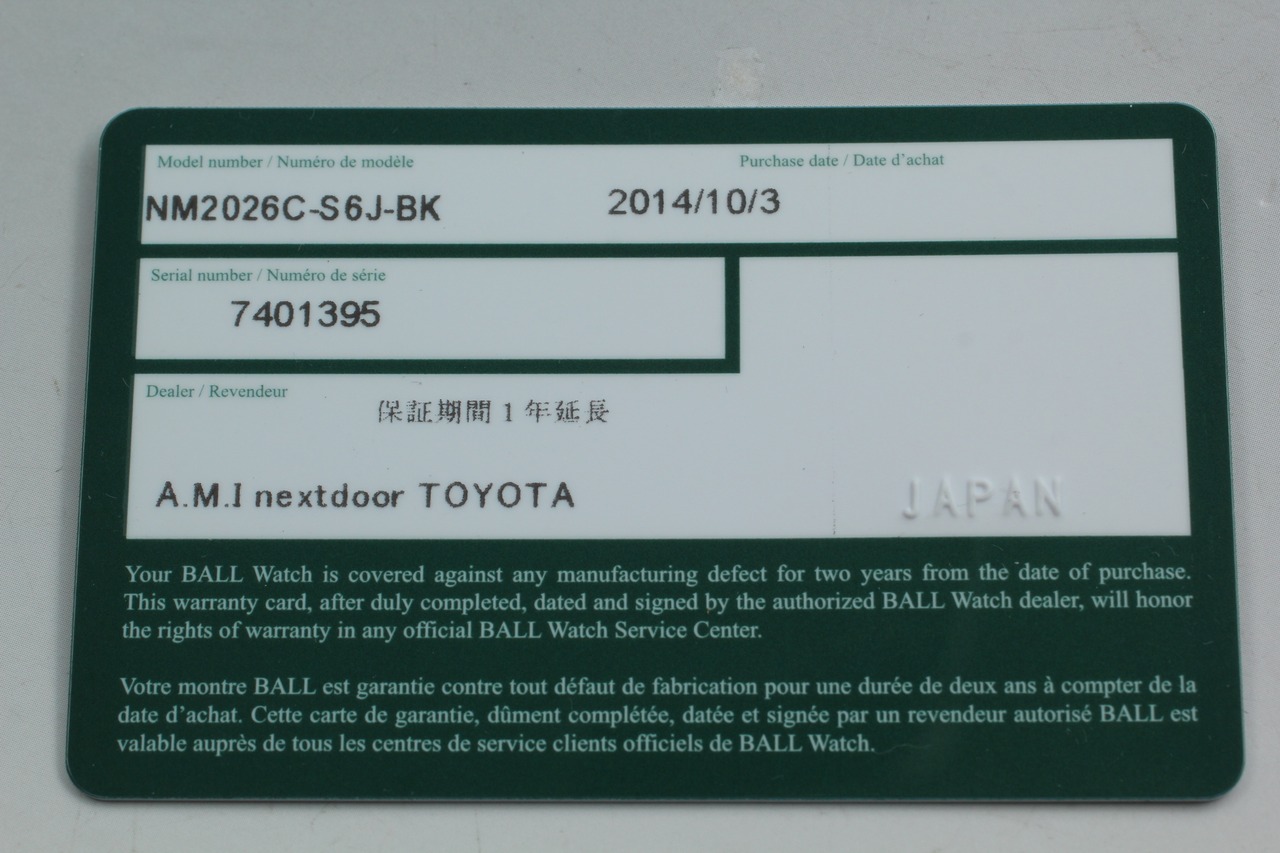 Model number / Numéro de modèle Purchase date / Date d'achat
NM2026C-S6J-BK 2014/10/3
Serial number / Numéro de série
7401395
Dealer / Revendeur
保証期間1年延長
A.M.I nextdoor TOYOTA
JAPAN
Your BALL Watch is covered against any manufacturing defect for two years from the date of purchase.
This warranty card, after duly completed, dated and signed by the authorized BALL Watch dealer, will honor
the rights of warranty in any official BALL Watch Service Center.
Votre montre BALL est garantie contre tout défaut de fabrication pour une durée de deux ans à compter de la
date d'achat. Cette carte de garantie, dûment complétée, datée et signée par un revendeur autorisé BALL est
valable auprès de tous les centres de service clients officiels de BALL Watch.